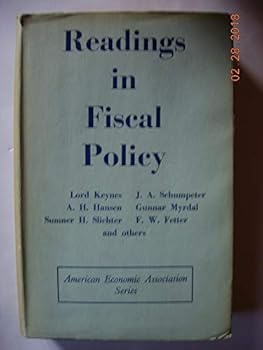 Readings
in
Fiscal
Policy
Lord Keynes J. A. Schumpeter
A. H. Hansen Gunnar Myrdal
Sumner H. Slichter F. W. Fetter
and others
American Economic Association
Series
02 28 2018